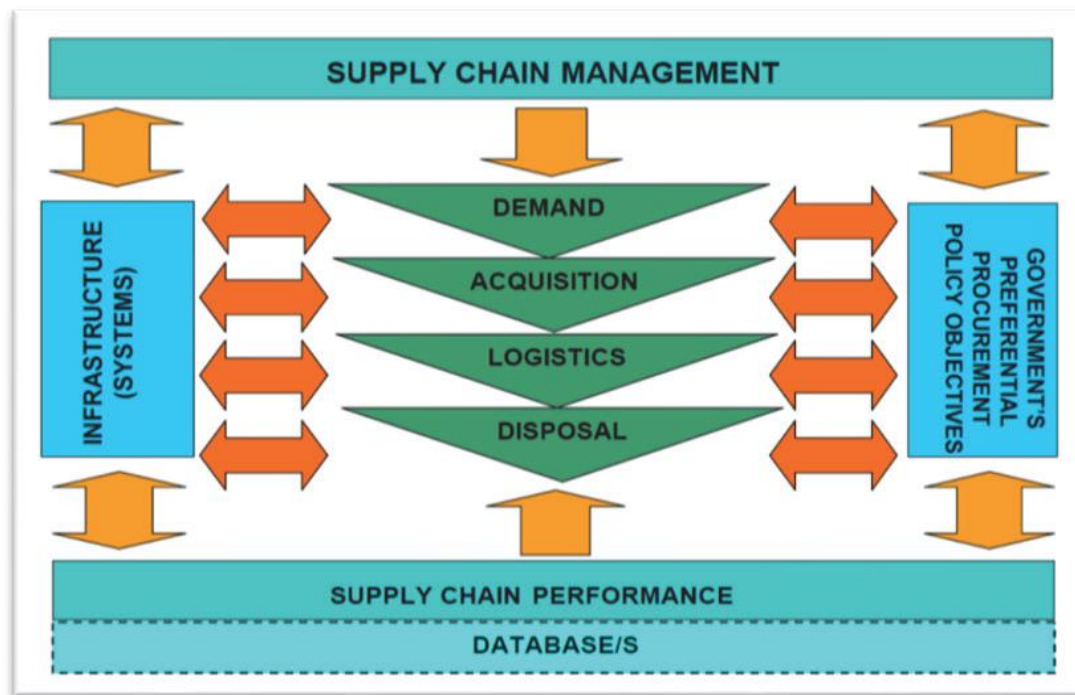 SUPPLY CHAIN MANAGEMENT
INFRASTRUCTURE
(SYSTEMS)
DEMAND
ACQUISITION
LOGISTICS
DISPOSAL
GOVERNMENT'S
PREFERENTIAL
PROCUREMENT
POLICY OBJECTIVES
SUPPLY CHAIN PERFORMANCE
DATABASE/S